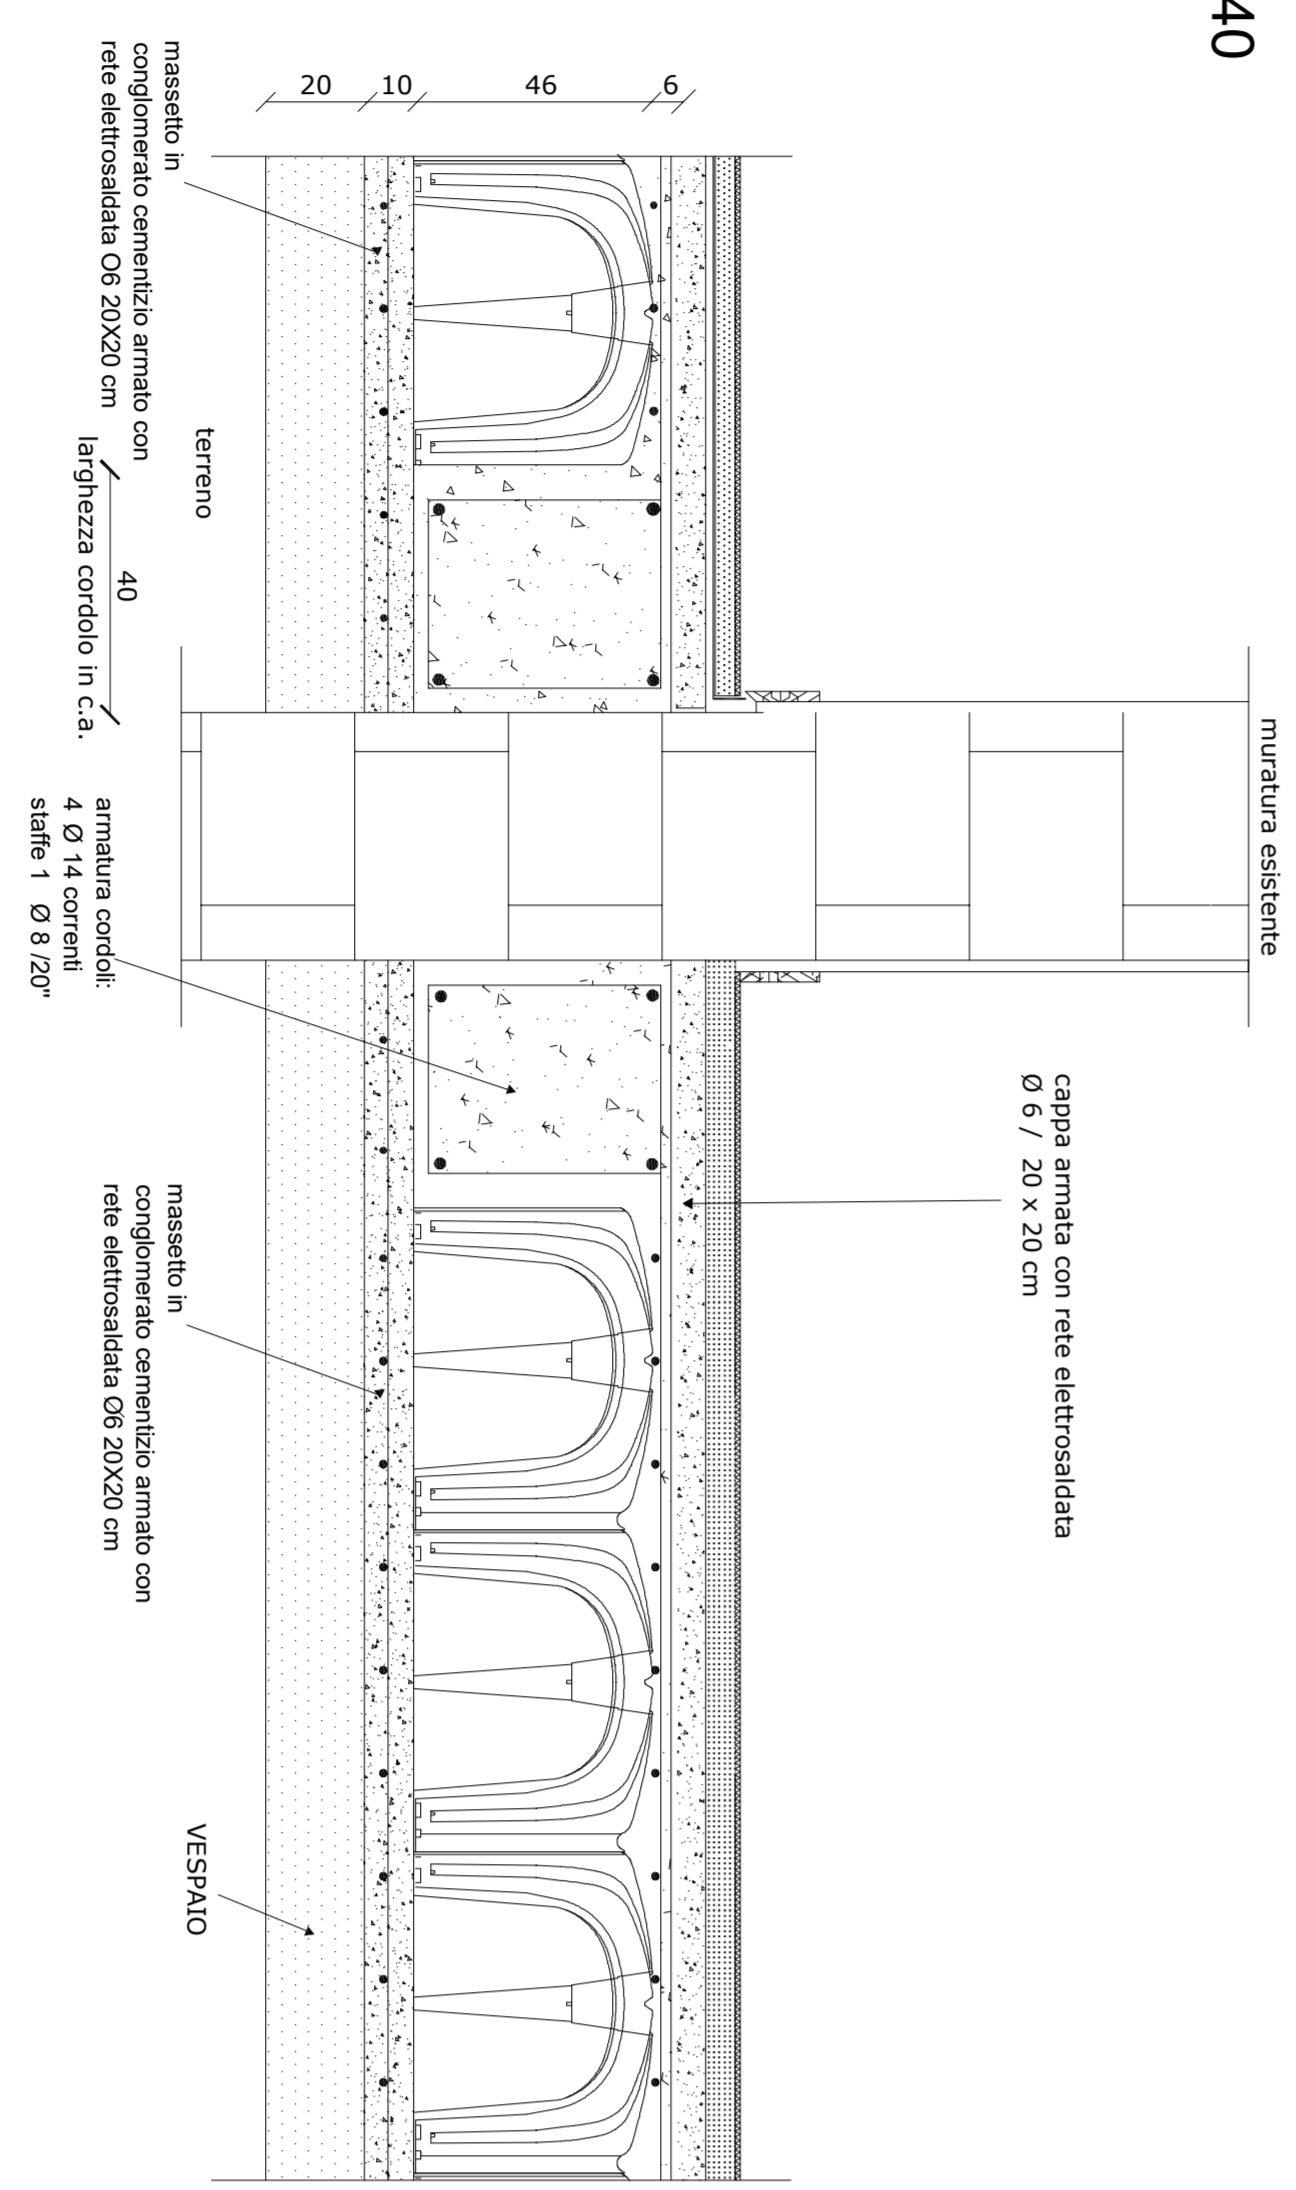 40
muratura esistente
cappa armata con rete elettrosaldata
Ø 6 / 20 x 20 cm
20
10
46
6
massetto in
conglomerato cementizio armato con
rete elettrosaldata O6 20X20 cm
terreno
40
larghezza cordolo in c.a.
armatura cordoli:
4 Ø 14 correnti
staffe 1 Ø 8 /20"
massetto in
conglomerato cementizio armato con
rete elettrosaldata Ø6 20X20 cm
VESPAIO